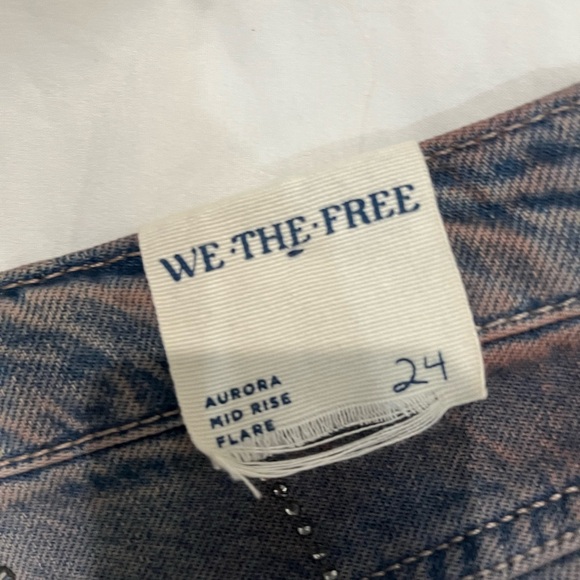 WE·THE·FREE
AURORA
MID RISE
FLARE
24